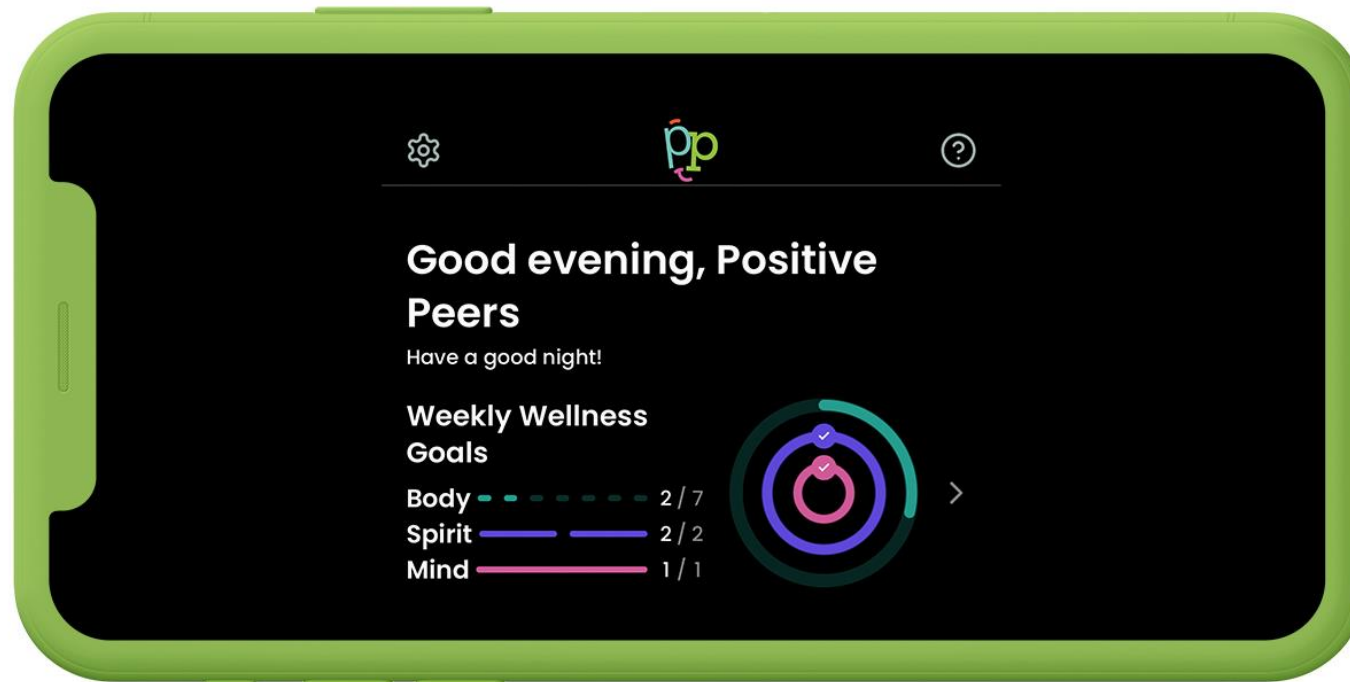 pp
Good evening, Positive
Peers
Have a good night!
Weekly Wellness
Goals
Body 2 / 7
Spirit 2 / 2
Mind 1 / 1